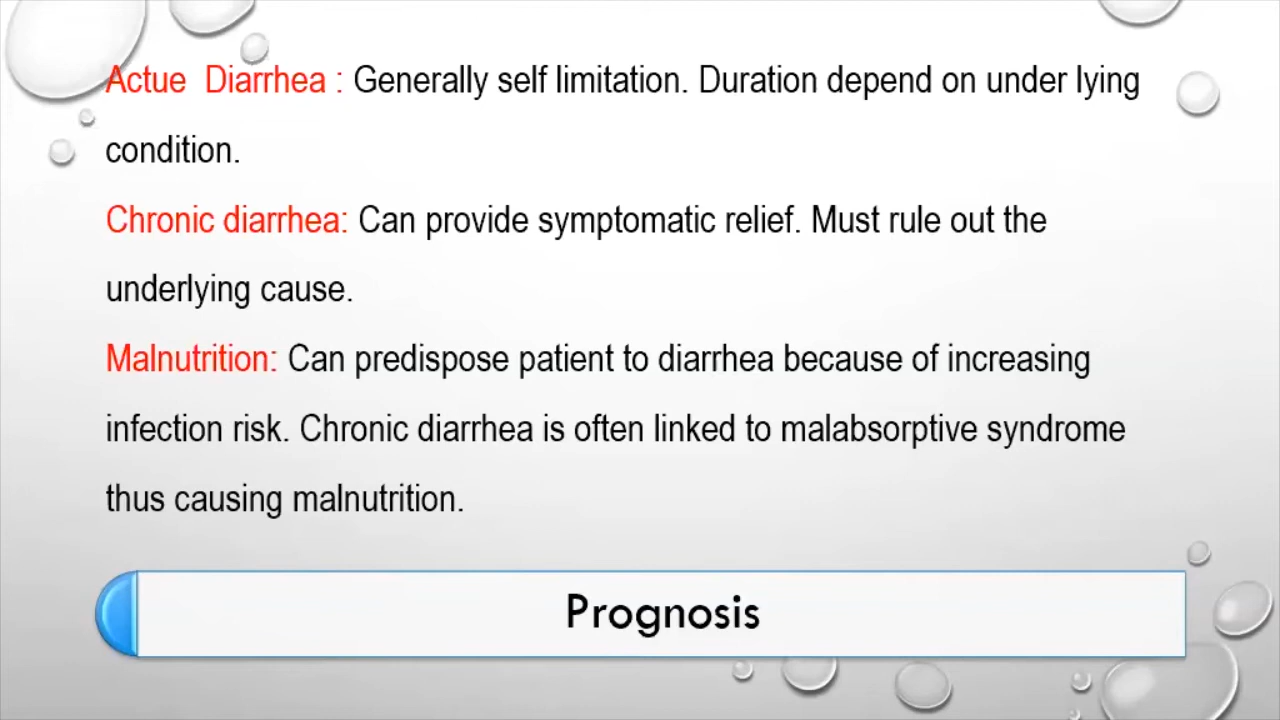 Actue Diarrhea : Generally self limitation. Duration depend on under lying
condition.
Chronic diarrhea: Can provide symptomatic relief. Must rule out the
underlying cause.
Malnutrition: Can predispose patient to diarrhea because of increasing
infection risk. Chronic diarrhea is often linked to malabsorptive syndrome
thus causing malnutrition.
Prognosis